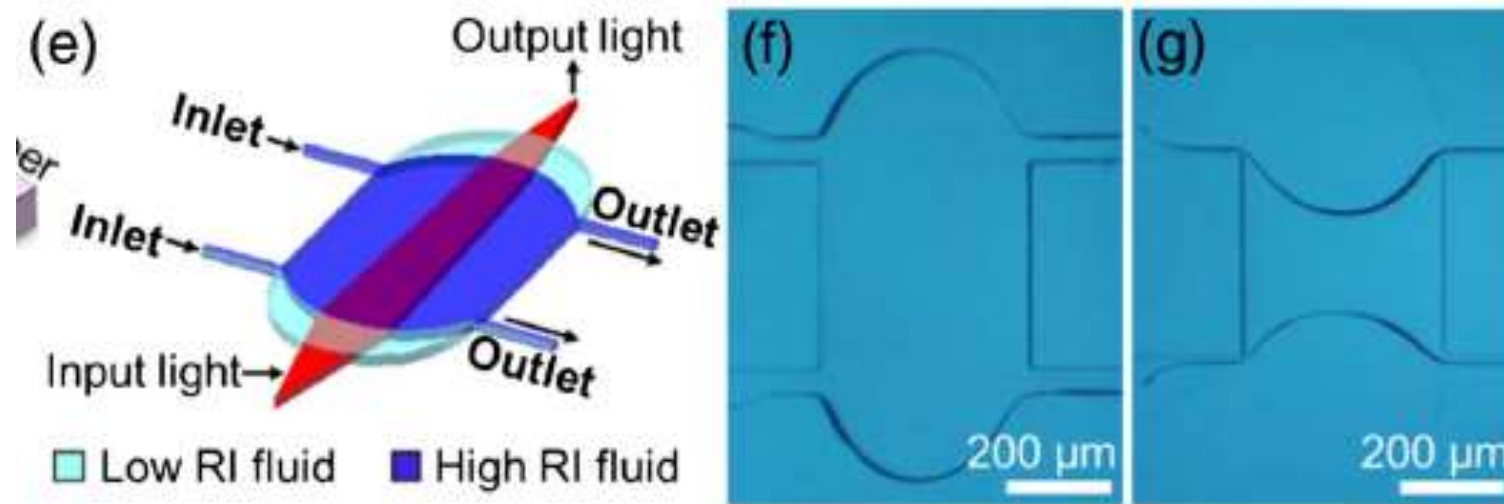 (e)
Output light
Inlet
Inlet
Outlet
Outlet
Input light
Low RI fluid
High RI fluid
(f)
200 µm
(g)
200 µm